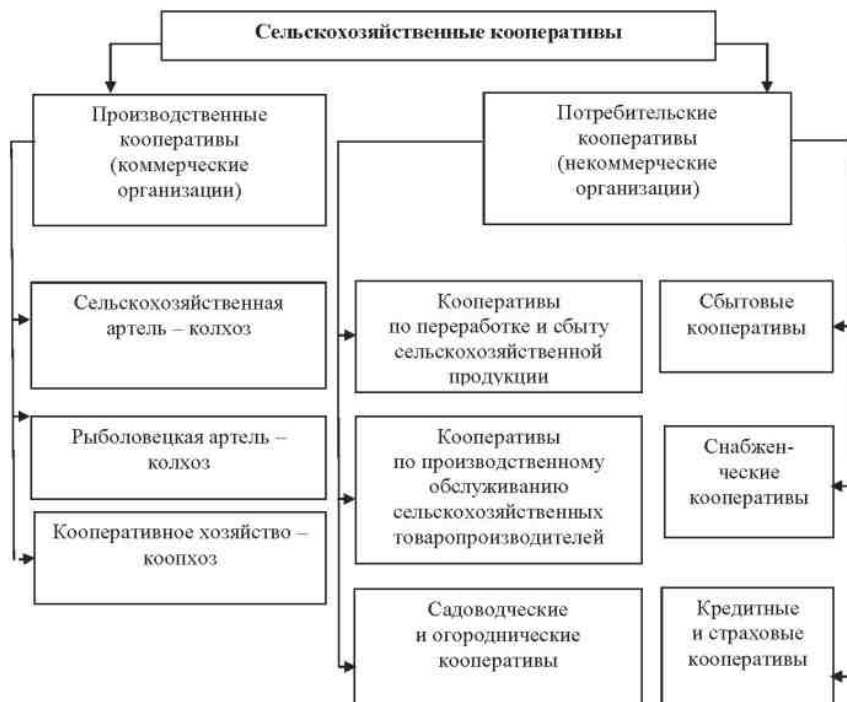 Сельскохозяйственные кооперативы
Производственные
кооперативы
(коммерческие
организации)
Потребительские
кооперативы
(некоммерческие
организации)
Сельскохозяйственная
артель – колхоз
Рыболовецкая артель –
колхоз
Кооперативное хозяйство –
коопхоз
Кооперативы
по переработке и сбыту
сельскохозяйственной
продукции
Кооперативы
по производственному
обслуживанию
сельскохозяйственных
товаропроизводителей
Садоводческие
и огороднические
кооперативы
Сбытовые
кооперативы
Снабжен-
ческие
кооперативы
Кредитные
и страховые
кооперативы